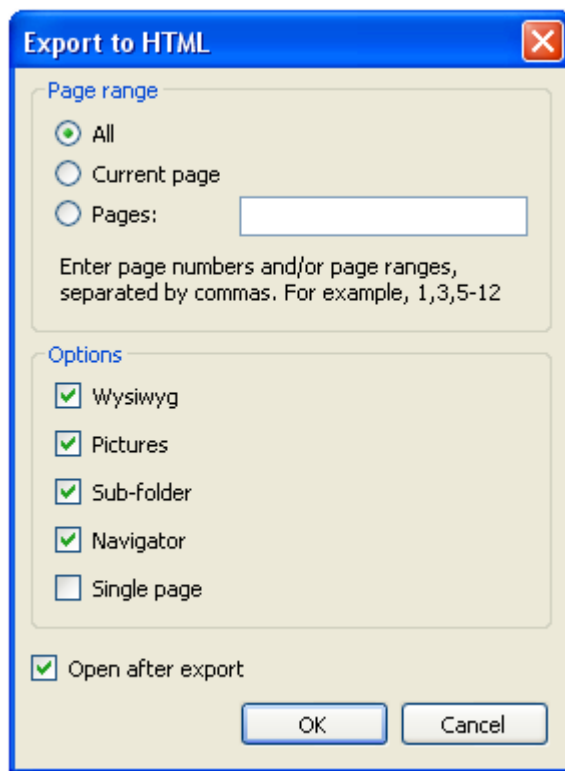 Export to HTML
Page range
All
Current page
Pages:
Enter page numbers and/or page ranges,
separated by commas. For example, 1,3,5-12
Options
Wysiwyg
Pictures
Sub-folder
Navigator
Single page
Open after export
OK Cancel